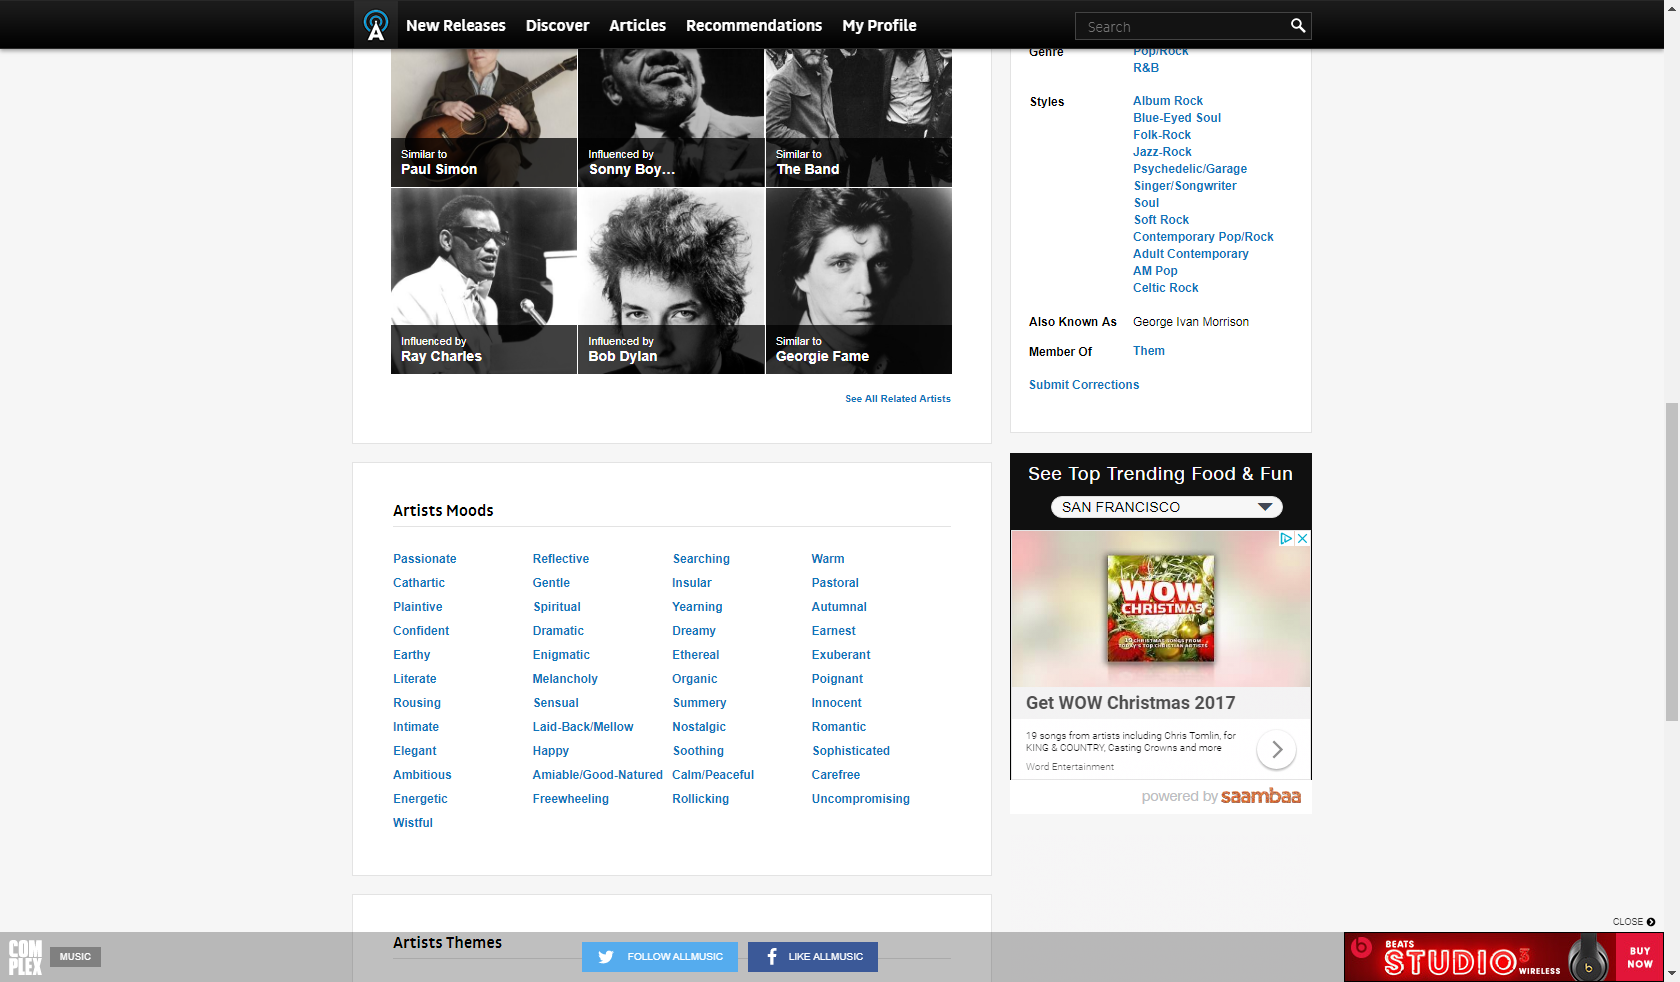 New Releases Discover Articles Recommendations My Profile
Search
Similar to
Paul Simon
Influenced by
Sonny Boy...
Similar to
The Band
Influenced by
Ray Charles
Influenced by
Bob Dylan
Similar to
Georgie Fame
See All Related Artists
Genre
Pop/Rock
R&B
Styles
Album Rock
Blue-Eyed Soul
Folk-Rock
Jazz-Rock
Psychedelic/Garage
Singer/Songwriter
Soul
Soft Rock
Contemporary Pop/Rock
Adult Contemporary
AM Pop
Celtic Rock
Also Known As George Ivan Morrison
Member Of Them
Submit Corrections
Artists Moods
Passionate Reflective Searching Warm
Cathartic Gentle Insular Pastoral
Plaintive Spiritual Yearning Autumnal
Confident Dramatic Dreamy Earnest
Earthy Enigmatic Ethereal Exuberant
Literate Melancholy Organic Poignant
Rousing Sensual Summery Innocent
Intimate Laid-Back/Mellow Nostalgic Romantic
Elegant Happy Soothing Sophisticated
Ambitious Amiable/Good-Natured Calm/Peaceful Carefree
Energetic Freewheeling Rollicking Uncompromising
Wistful
See Top Trending Food & Fun
SAN FRANCISCO
WOW
CHRISTMAS
19 CHRISTMAS SONGS FROM
TODAY'S TOP CHRISTIAN ARTISTS
Get WOW Christmas 2017
19 songs from artists including Chris Tomlin, for
KING & COUNTRY, Casting Crowns and more
Word Entertainment
powered by saambaa
Artists Themes
COM
PLEX
MUSIC
FOLLOW ALLMUSIC
LIKE ALLMUSIC
CLOSE
BEATS
STUDIO3
WIRELESS
BUY
NOW